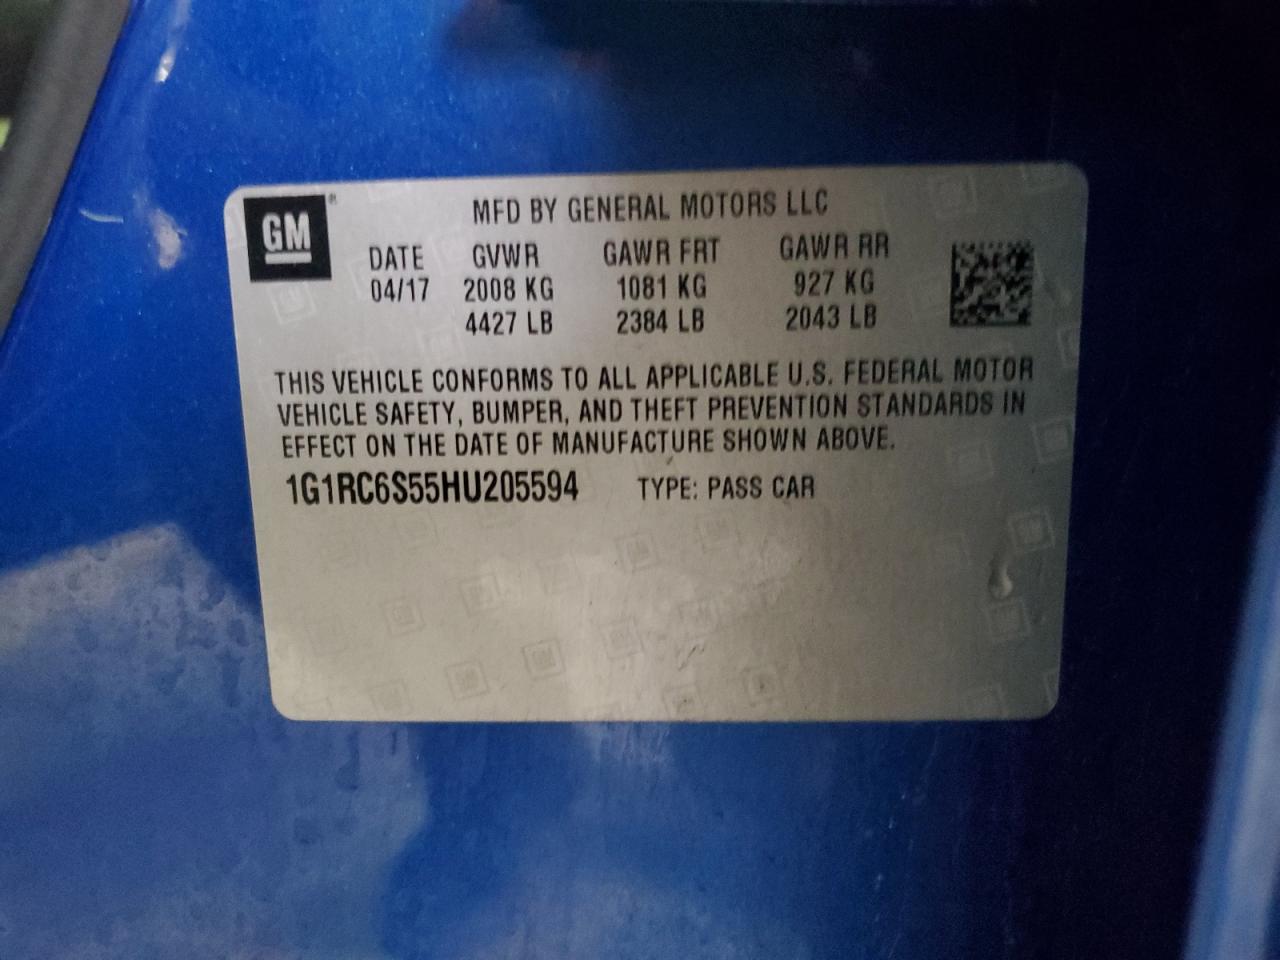 GM ®
MFD BY GENERAL MOTORS LLC
DATE GVWR GAWR FRT GAWR RR
04/17 2008 KG 1081 KG 927 KG
4427 LB 2384 LB 2043 LB
THIS VEHICLE CONFORMS TO ALL APPLICABLE U.S. FEDERAL MOTOR
VEHICLE SAFETY, BUMPER, AND THEFT PREVENTION STANDARDS IN
EFFECT ON THE DATE OF MANUFACTURE SHOWN ABOVE.
1G1RC6S55HU205594 TYPE: PASS CAR